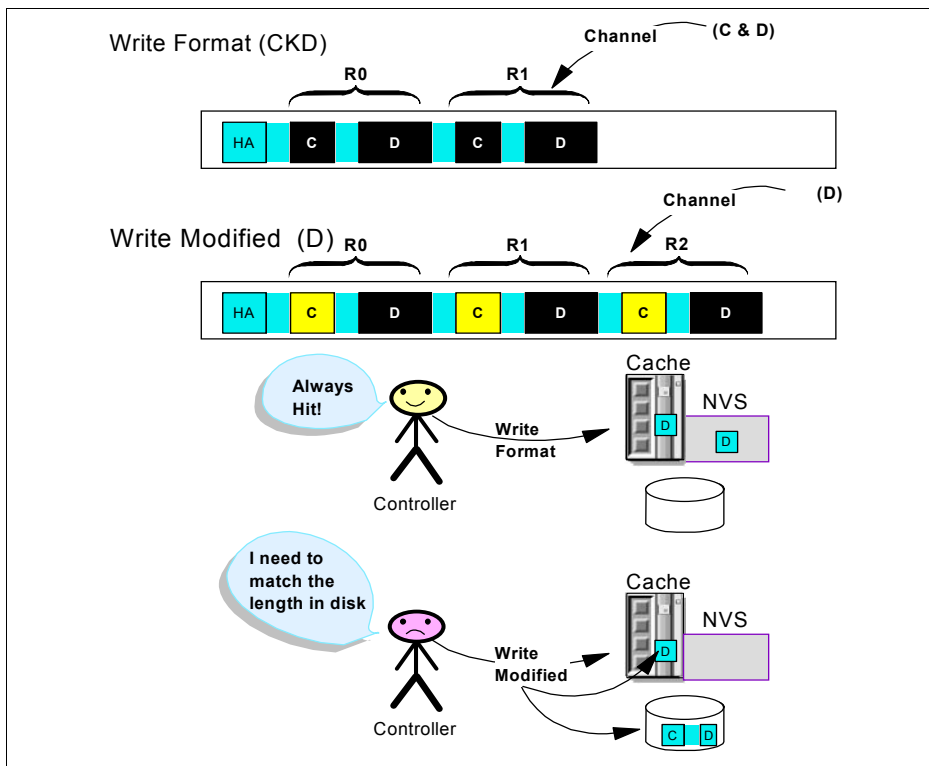 Write Format (CKD)
Channel
(C & D)
R0
R1
HA
C
D
C
D
Channel
(D)
Write Modified (D)
R0
R1
R2
HA
C
D
C
D
C
D
Always
Hit!
Cache
NVS
D
D
Write
Format
Controller
I need to
match the
length in disk
Cache
NVS
D
Write
Modified
Controller
C
D